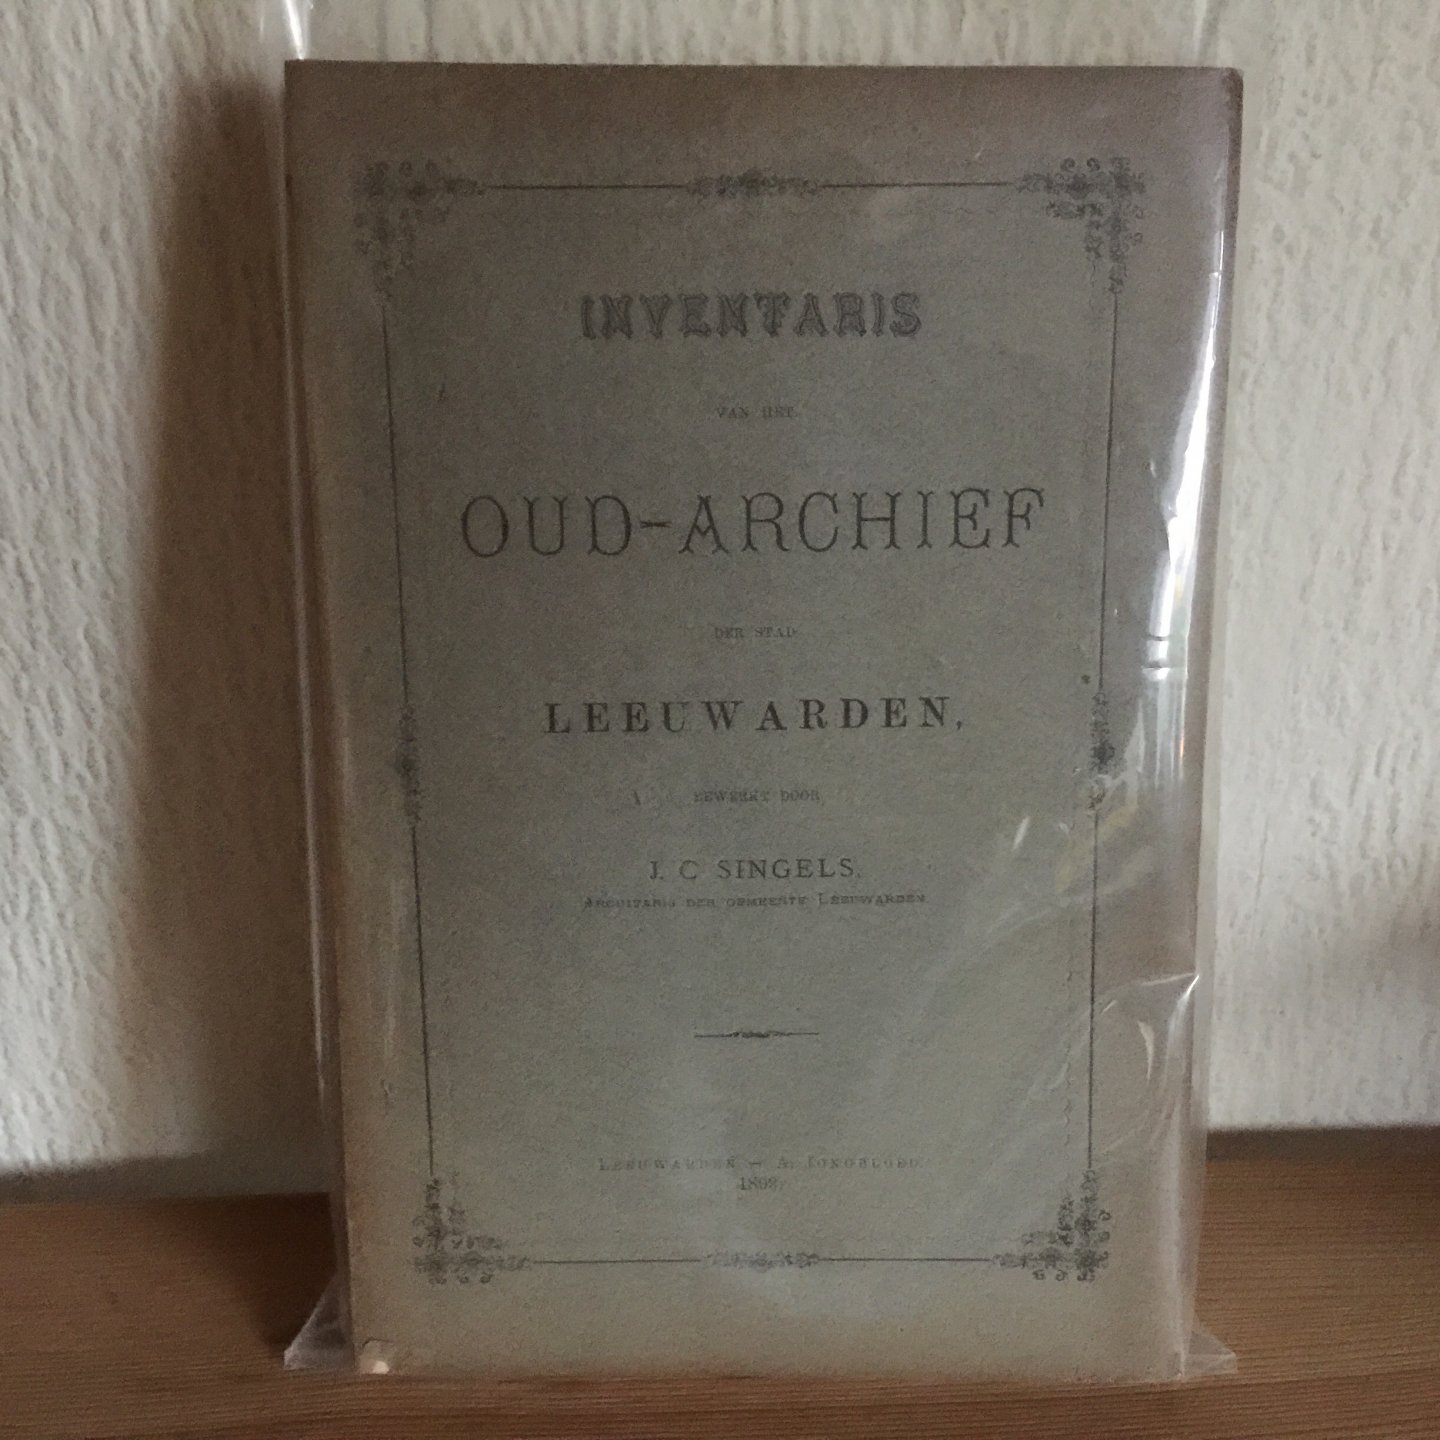 INVENTARIS
VAN HET
OUD-ARCHIEF
DER STAD
LEEUWARDEN,
BEWERKT DOOR
J. C. SINGELS,
ARCHIVARIS DER GEMEENTE LEEUWARDEN.
LEEUWARDEN — A. JONGBLOED.